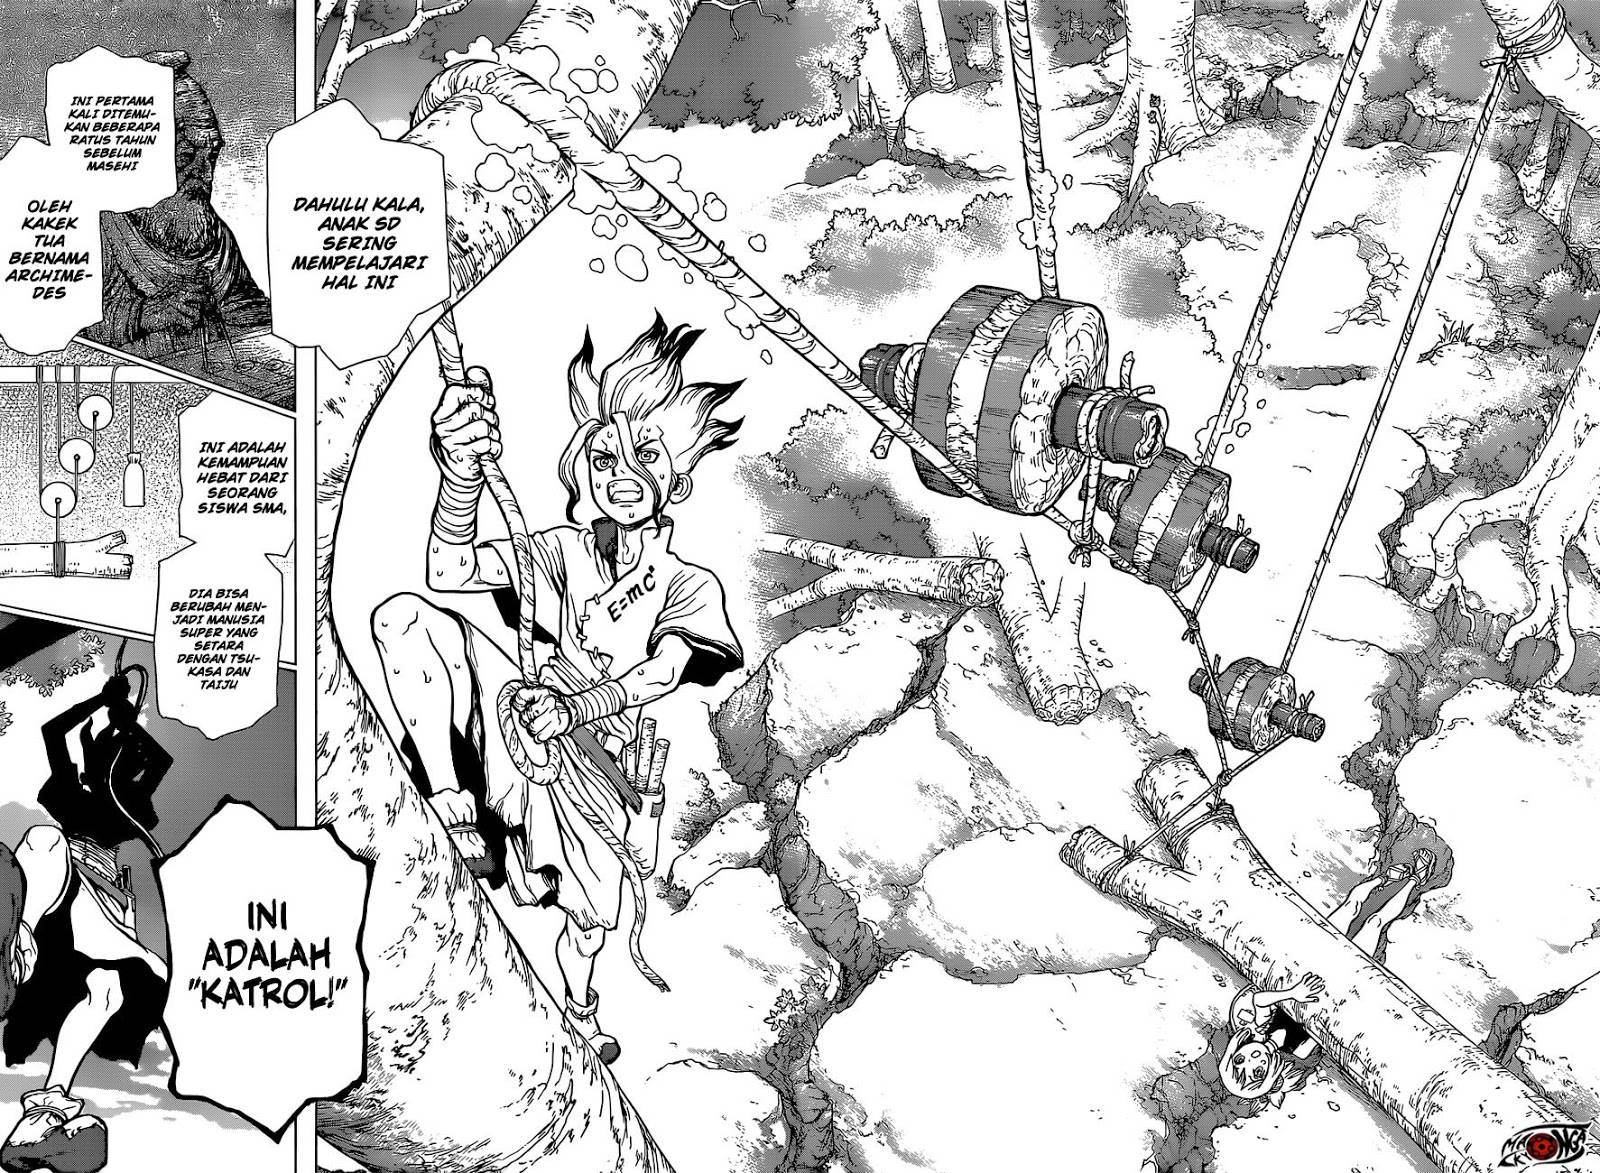 DAHULU KALA,
ANAK SD
SERING
MEMPELAJARI
HAL INI
INI PERTAMA
KALI DITEMU-
KAN BEBERAPA
RATUS TAHUN
SEBELUM
MASEHI
OLEH
KAKEK
TUA
BERNAMA
ARCHIME-
DES
INI ADALAH
KEMAMPUAN
HEBAT DARI
SEORANG
SISWA SMA,
DIA BISA
BERUBAH MEN-
JADI MANUSIA
SUPER YANG
SETARA
DENGAN TSU-
KASA DAN
TAIJU
INI
ADALAH
"KATROL!"
E=mc²